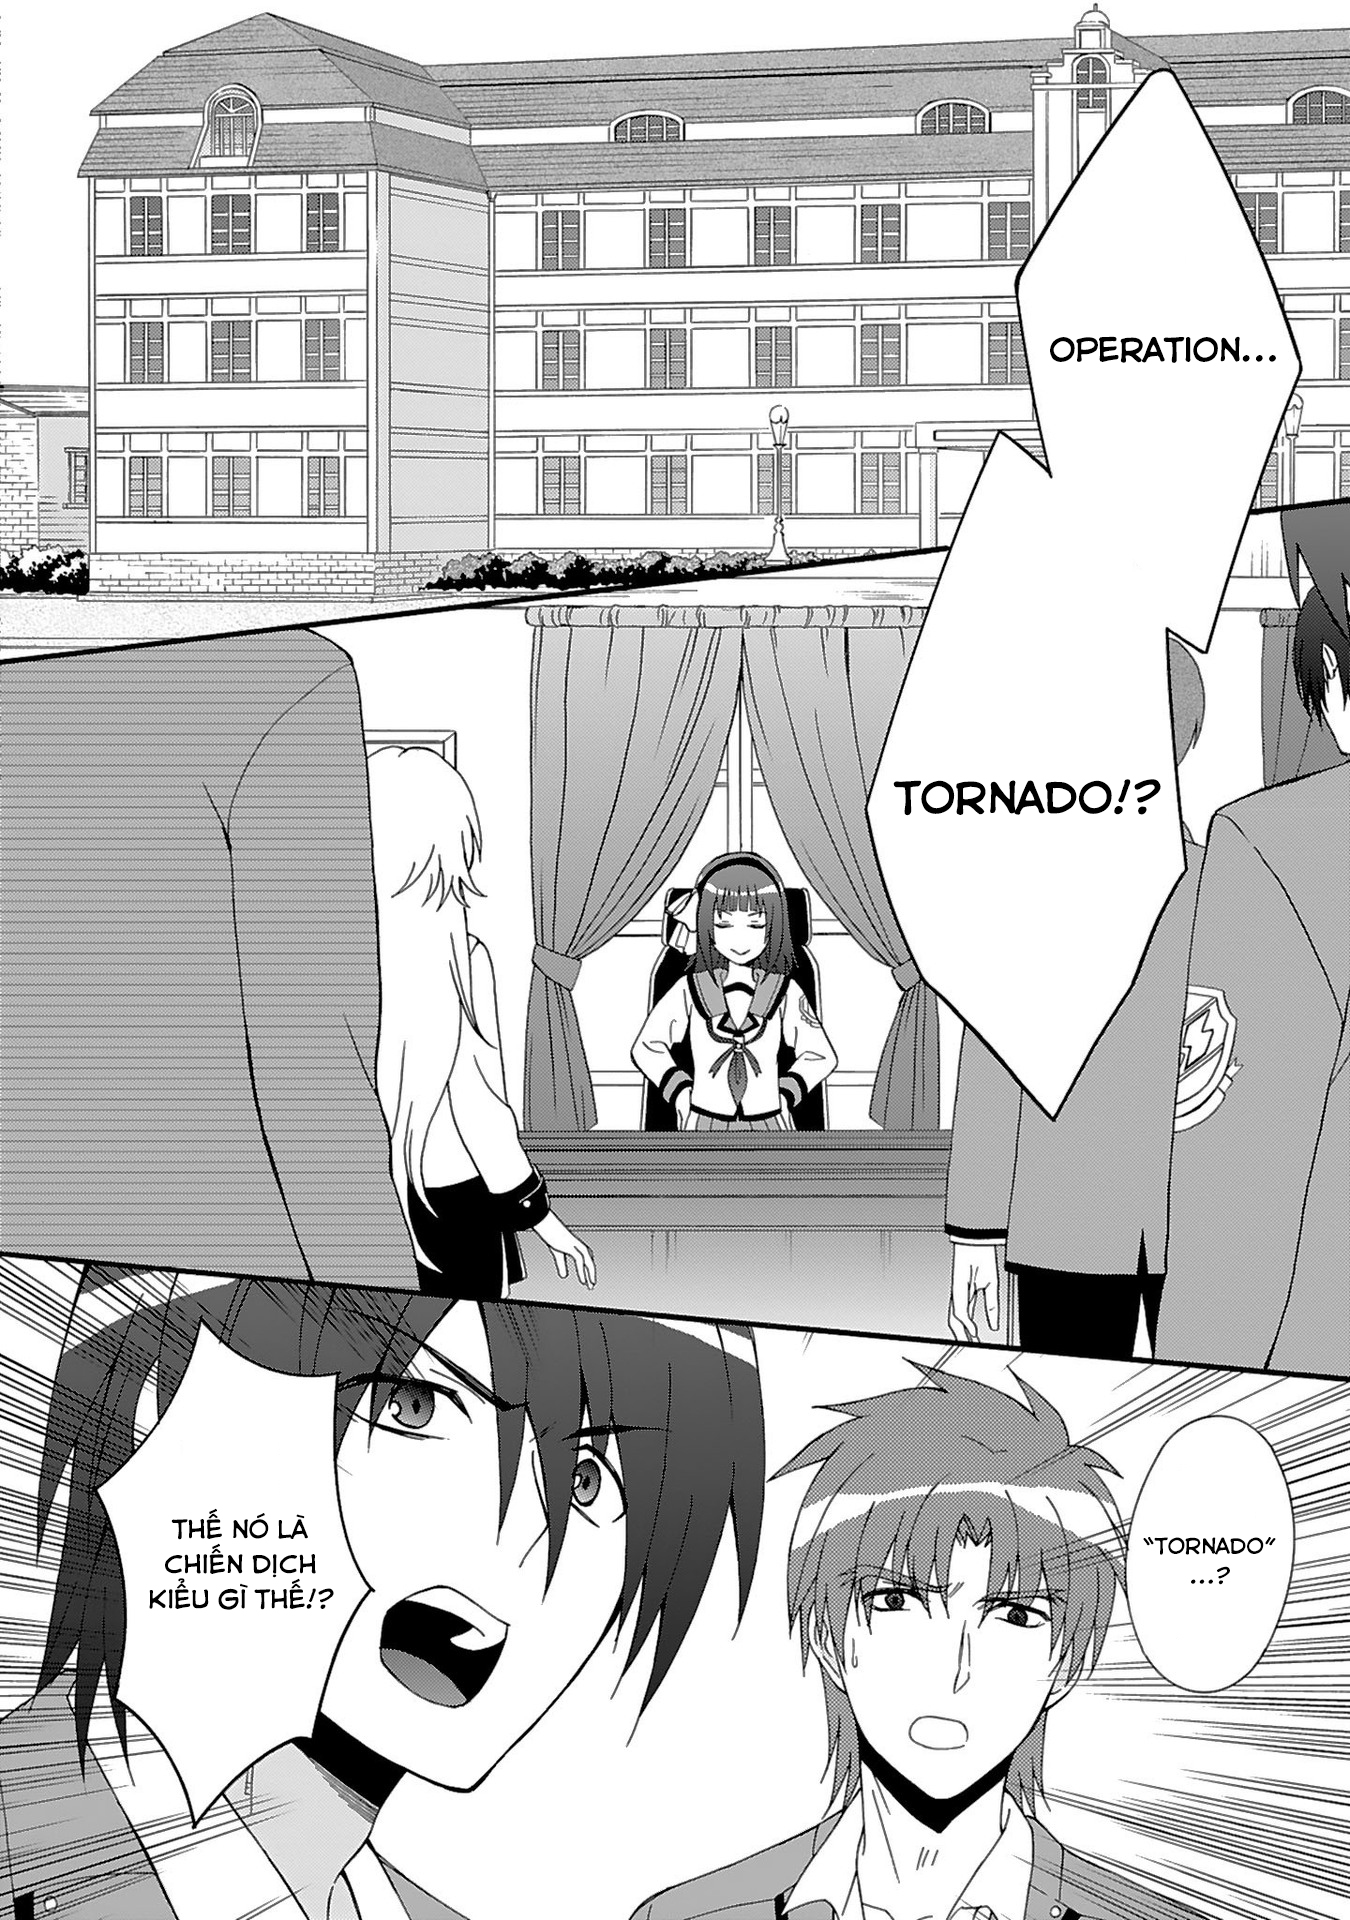 OPERATION...
TORNADO!?
"TORNADO"
...?
THẾ NÓ LÀ
CHIẾN DỊCH
KIỂU GÌ THẾ!?